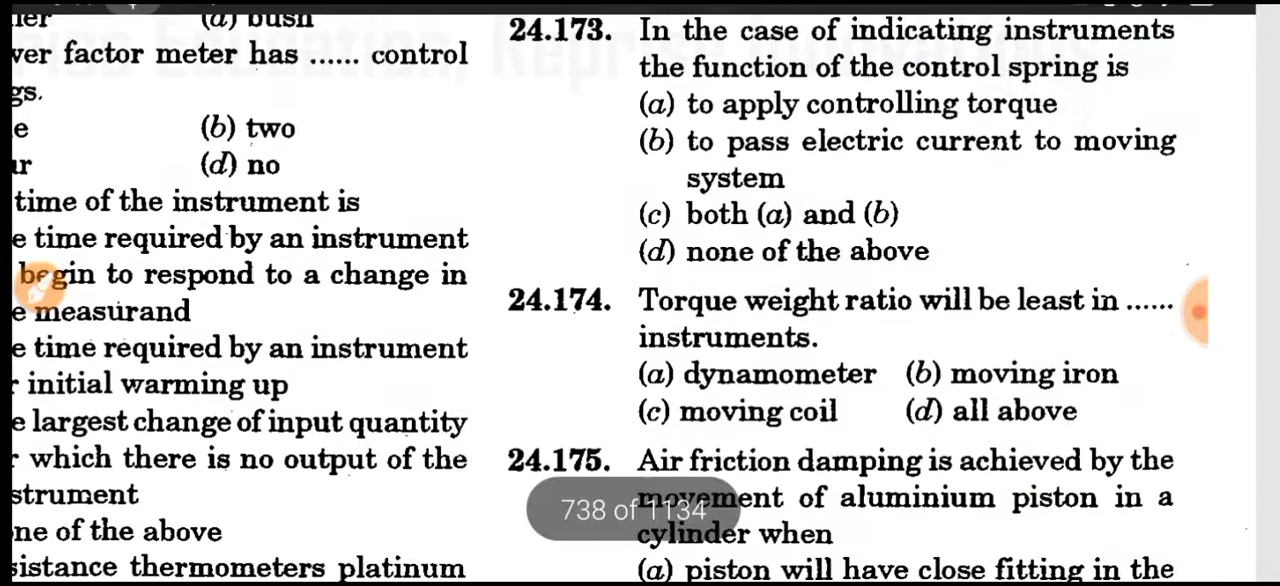 (a) bush
factor meter has ...... control
(b) two
(d) no
time of the instrument is
time required by an instrument
begin to respond to a change in
measurand
time required by an instrument
initial warming up
largest change of input quantity
which there is no output of the
of the above
thermometers platinum
24.173. In the case of indicating instruments
the function of the control spring is
(a) to apply controlling torque
(b) to pass electric current to moving
system
(c) both (a) and (b)
(d) none of the above
24.174. Torque weight ratio will be least in ......
instruments.
(a) dynamometer (b) moving iron
(c) moving coil (d) all above
24.175. Air friction damping is achieved by the
movement of aluminium piston in a
738 of 1134
cylinder when
(a) piston will have close fitting in the